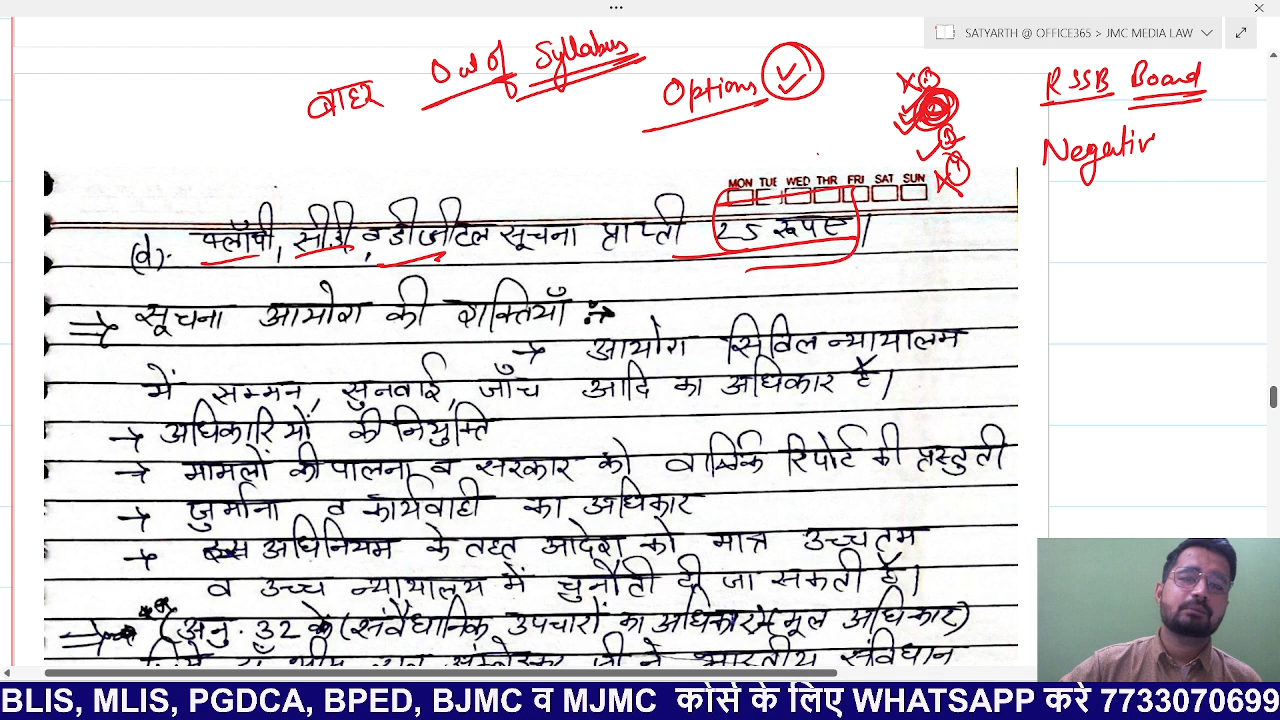 SATYARTH @ OFFICE365 > JMC MEDIA LAW
बाहर Out of Syllabus
Options
RSSB Board
Negativ
MON TUE WED THR FRI SAT SUN
(d). फ्लॉपी, सी.डी, व डीजीटल सूचना प्राप्ती 25 रूपए।
⇒ सूचना आयोग की शक्तियाँ :→
→ आयोग सिविल न्यायालय
में सम्मन, सुनवाई, जाँच आदि का अधिकार है।
→ अधिकारियों की नियुक्ति
→ मामलों की पालना व सरकार को वार्षिक रिपोर्ट की प्रस्तुती
→ जुर्माना व कार्यवाही का अधिकार
→ इस अधिनियम के तहत आदेश को मात्र उच्चतम
व उच्च न्यायालय में चुनौती दी जा सकती है।
⇒ (अनु. 32 के (संवैधानिक उपचारों का अधिकार में मूल अधिकार)
भारतीय संविधान
BLIS, MLIS, PGDCA, BPED, BJMC व MJMC कोर्स के लिए WHATSAPP करे 7733070699